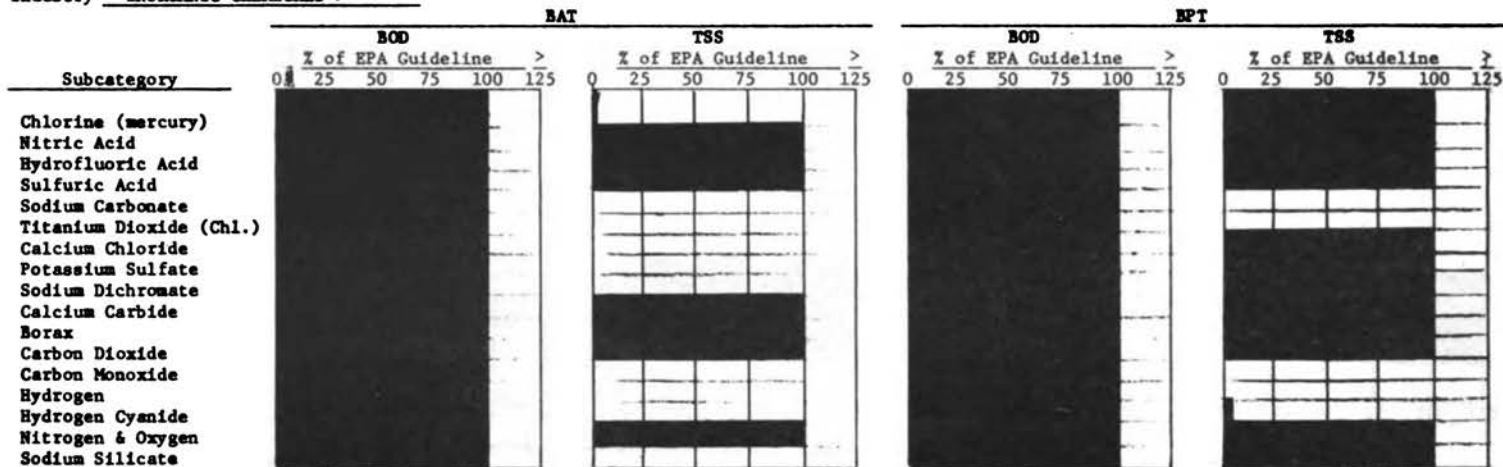 BAT BPT
BOD TSS BOD TSS
% of EPA Guideline > % of EPA Guideline > % of EPA Guideline > % of EPA Guideline >
Subcategory 0 25 50 75 100 125 0 25 50 75 100 125 0 25 50 75 100 125 0 25 50 75 100 125
Chlorine (mercury)
Nitric Acid
Hydrofluoric Acid
Sulfuric Acid
Sodium Carbonate
Titanium Dioxide (Chl.)
Calcium Chloride
Potassium Sulfate
Sodium Dichromate
Calcium Carbide
Borax
Carbon Dioxide
Carbon Monoxide
Hydrogen
Hydrogen Cyanide
Nitrogen & Oxygen
Sodium Silicate